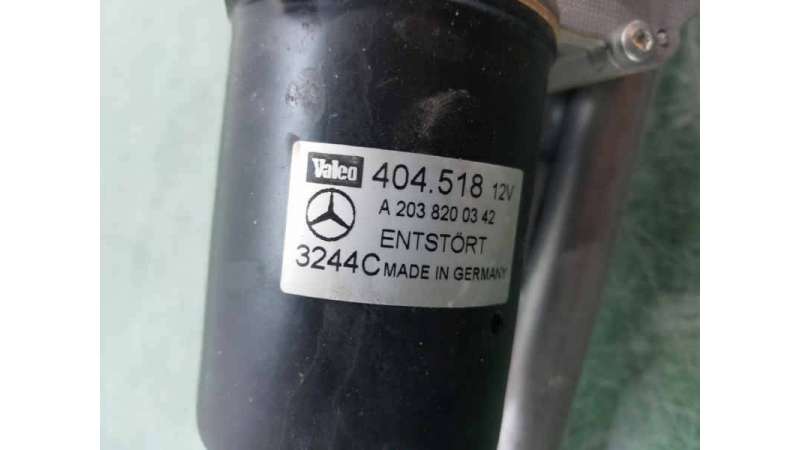 Valeo 404.518 12V
A 203 820 03 42
ENTSTÖRT
3244C MADE IN GERMANY